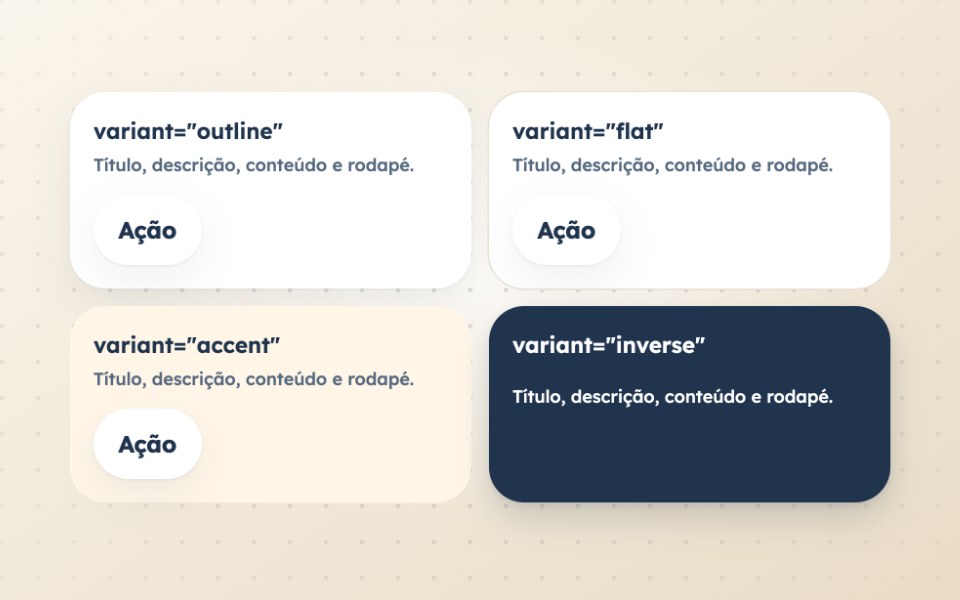 variant="outline"
Título, descrição, conteúdo e rodapé.
Ação
variant="flat"
Título, descrição, conteúdo e rodapé.
Ação
variant="accent"
Título, descrição, conteúdo e rodapé.
Ação
variant="inverse"
Título, descrição, conteúdo e rodapé.